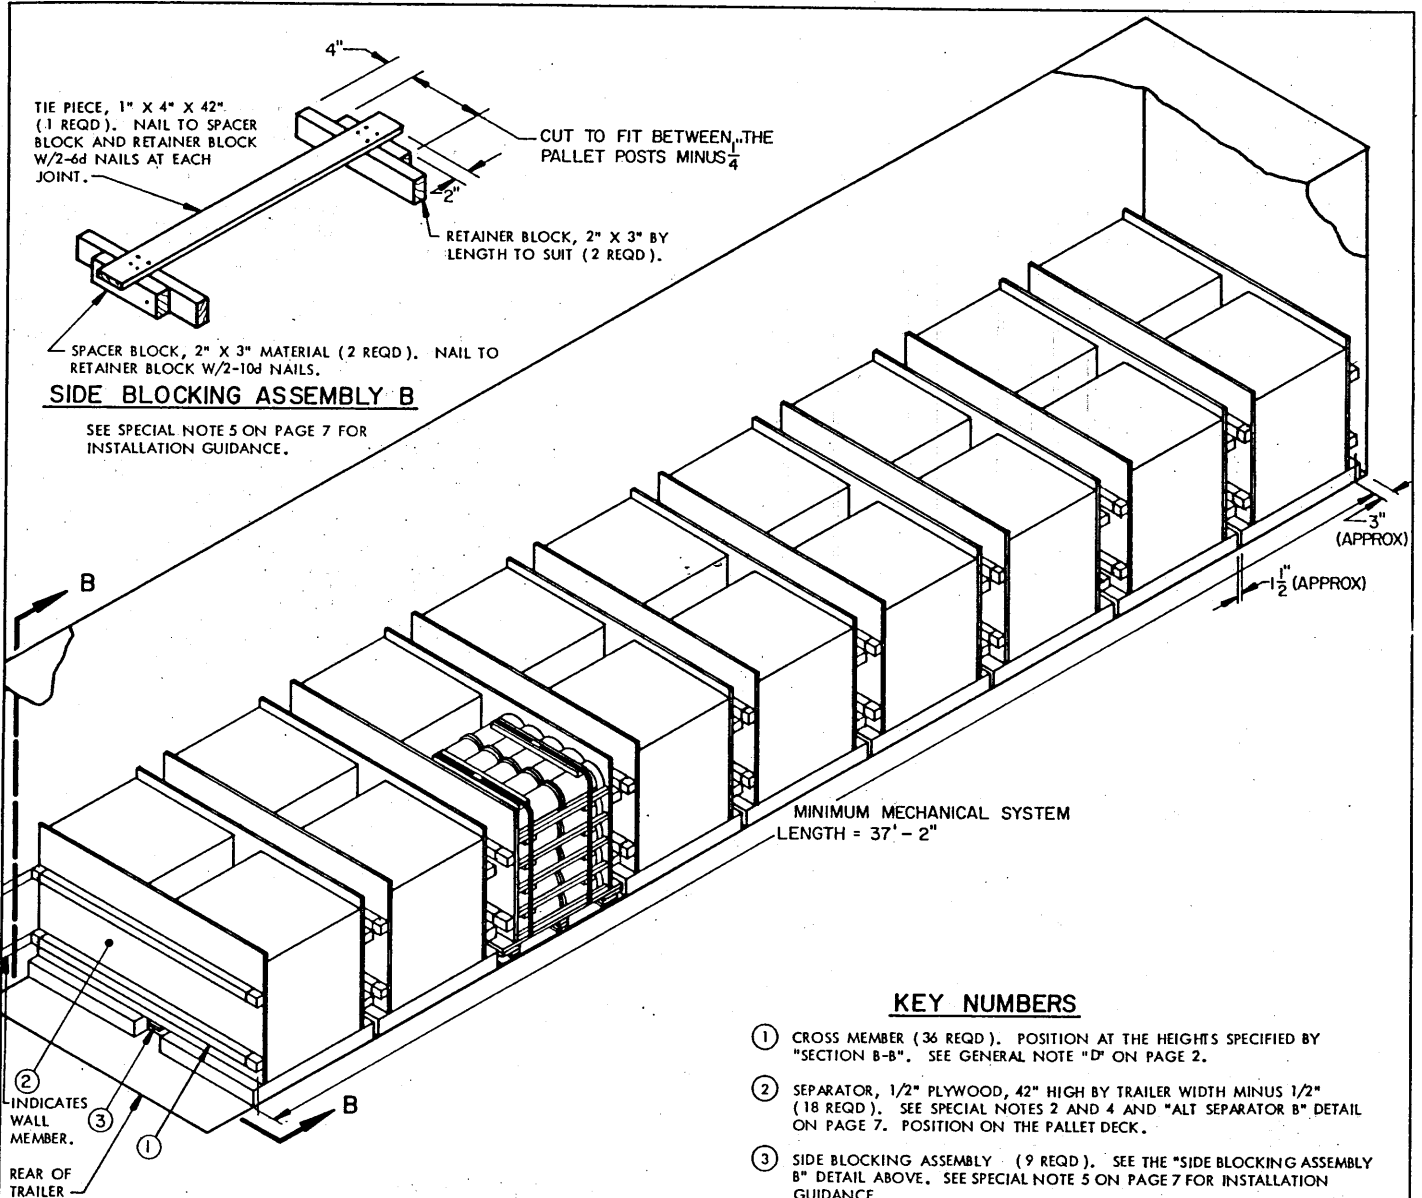 4"
TIE PIECE, 1" X 4" X 42"
(1 REQD). NAIL TO SPACER
BLOCK AND RETAINER BLOCK
W/2-6d NAILS AT EACH
JOINT.
CUT TO FIT BETWEEN THE
PALLET POSTS MINUS 1/4"
2"
RETAINER BLOCK, 2" X 3" BY
LENGTH TO SUIT (2 REQD).
SPACER BLOCK, 2" X 3" MATERIAL (2 REQD). NAIL TO
RETAINER BLOCK W/2-10d NAILS.
SIDE BLOCKING ASSEMBLY B
SEE SPECIAL NOTE 5 ON PAGE 7 FOR
INSTALLATION GUIDANCE.
3"
(APPROX)
1 1/2" (APPROX)
B
MINIMUM MECHANICAL SYSTEM
LENGTH = 37'-2"
B
2
INDICATES
WALL
MEMBER.
3
1
REAR OF
TRAILER
KEY NUMBERS
1 CROSS MEMBER (36 REQD). POSITION AT THE HEIGHTS SPECIFIED BY
"SECTION B-B". SEE GENERAL NOTE "D" ON PAGE 2.
2 SEPARATOR, 1/2" PLYWOOD, 42" HIGH BY TRAILER WIDTH MINUS 1/2"
(18 REQD). SEE SPECIAL NOTES 2 AND 4 AND "ALT SEPARATOR B" DETAIL
ON PAGE 7. POSITION ON THE PALLET DECK.
3 SIDE BLOCKING ASSEMBLY (9 REQD). SEE THE "SIDE BLOCKING ASSEMBLY
B" DETAIL ABOVE. SEE SPECIAL NOTE 5 ON PAGE 7 FOR INSTALLATION
GUIDANCE